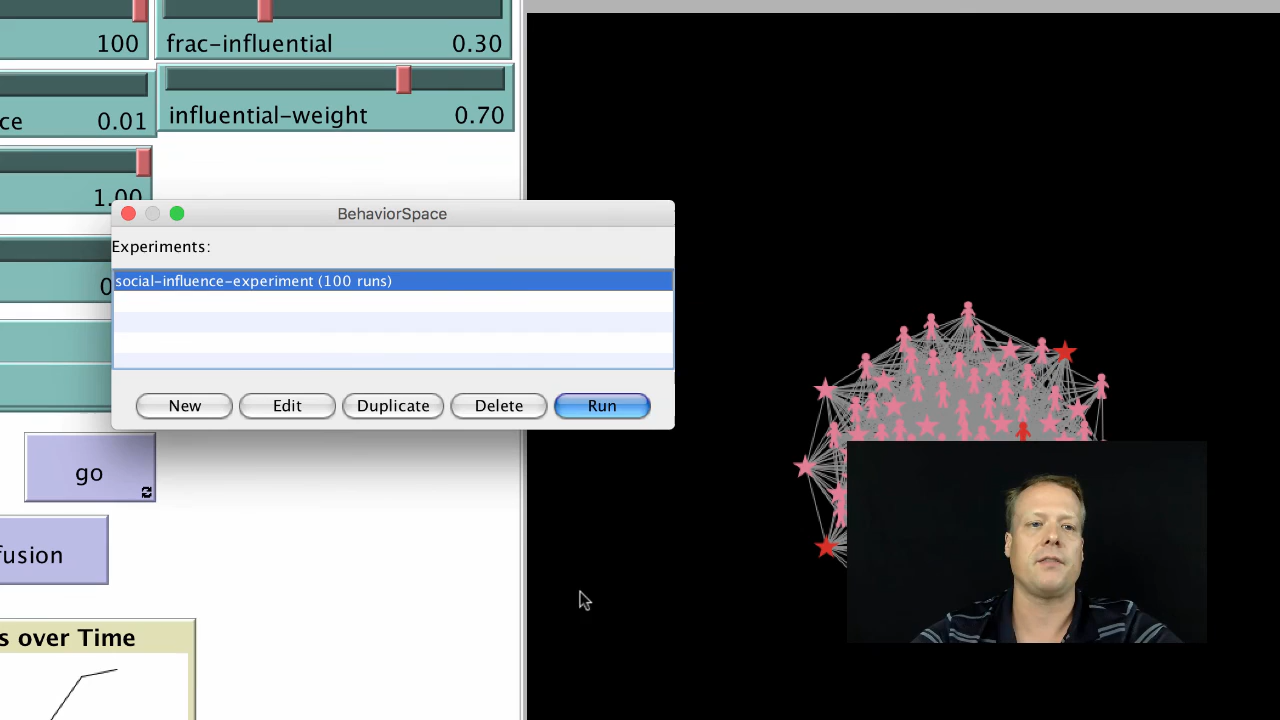 100
frac-influential 0.30
ce 0.01
influential-weight 0.70
1.00
BehaviorSpace
Experiments:
0
social-influence-experiment (100 runs)
New Edit Duplicate Delete Run
go
fusion
s over Time